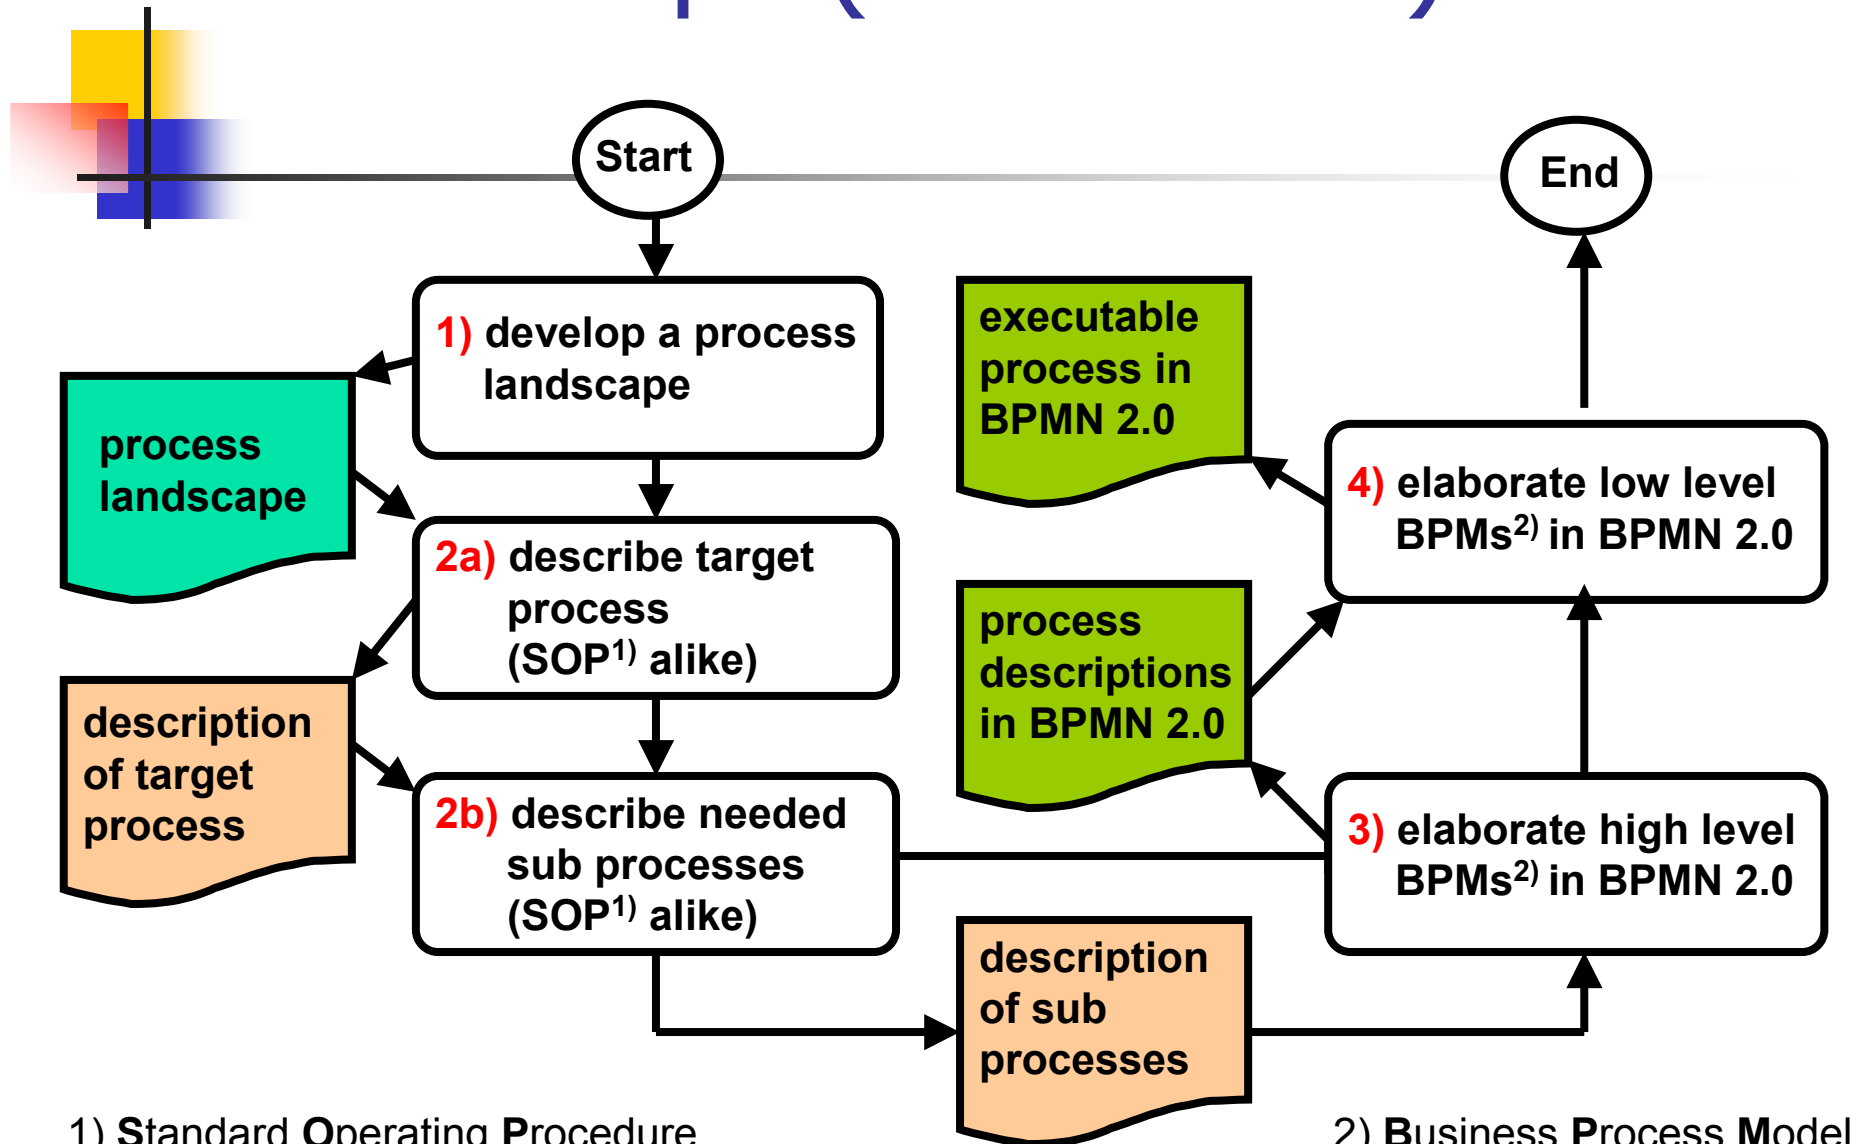 Start
End
1) develop a process
landscape
process
landscape
2a) describe target
process
(SOP1) alike)
description
of target
process
2b) describe needed
sub processes
(SOP1) alike)
description
of sub
processes
3) elaborate high level
BPMs2) in BPMN 2.0
process
descriptions
in BPMN 2.0
4) elaborate low level
BPMs2) in BPMN 2.0
executable
process in
BPMN 2.0
1) Standard Operating Procedure
2) Business Process Model